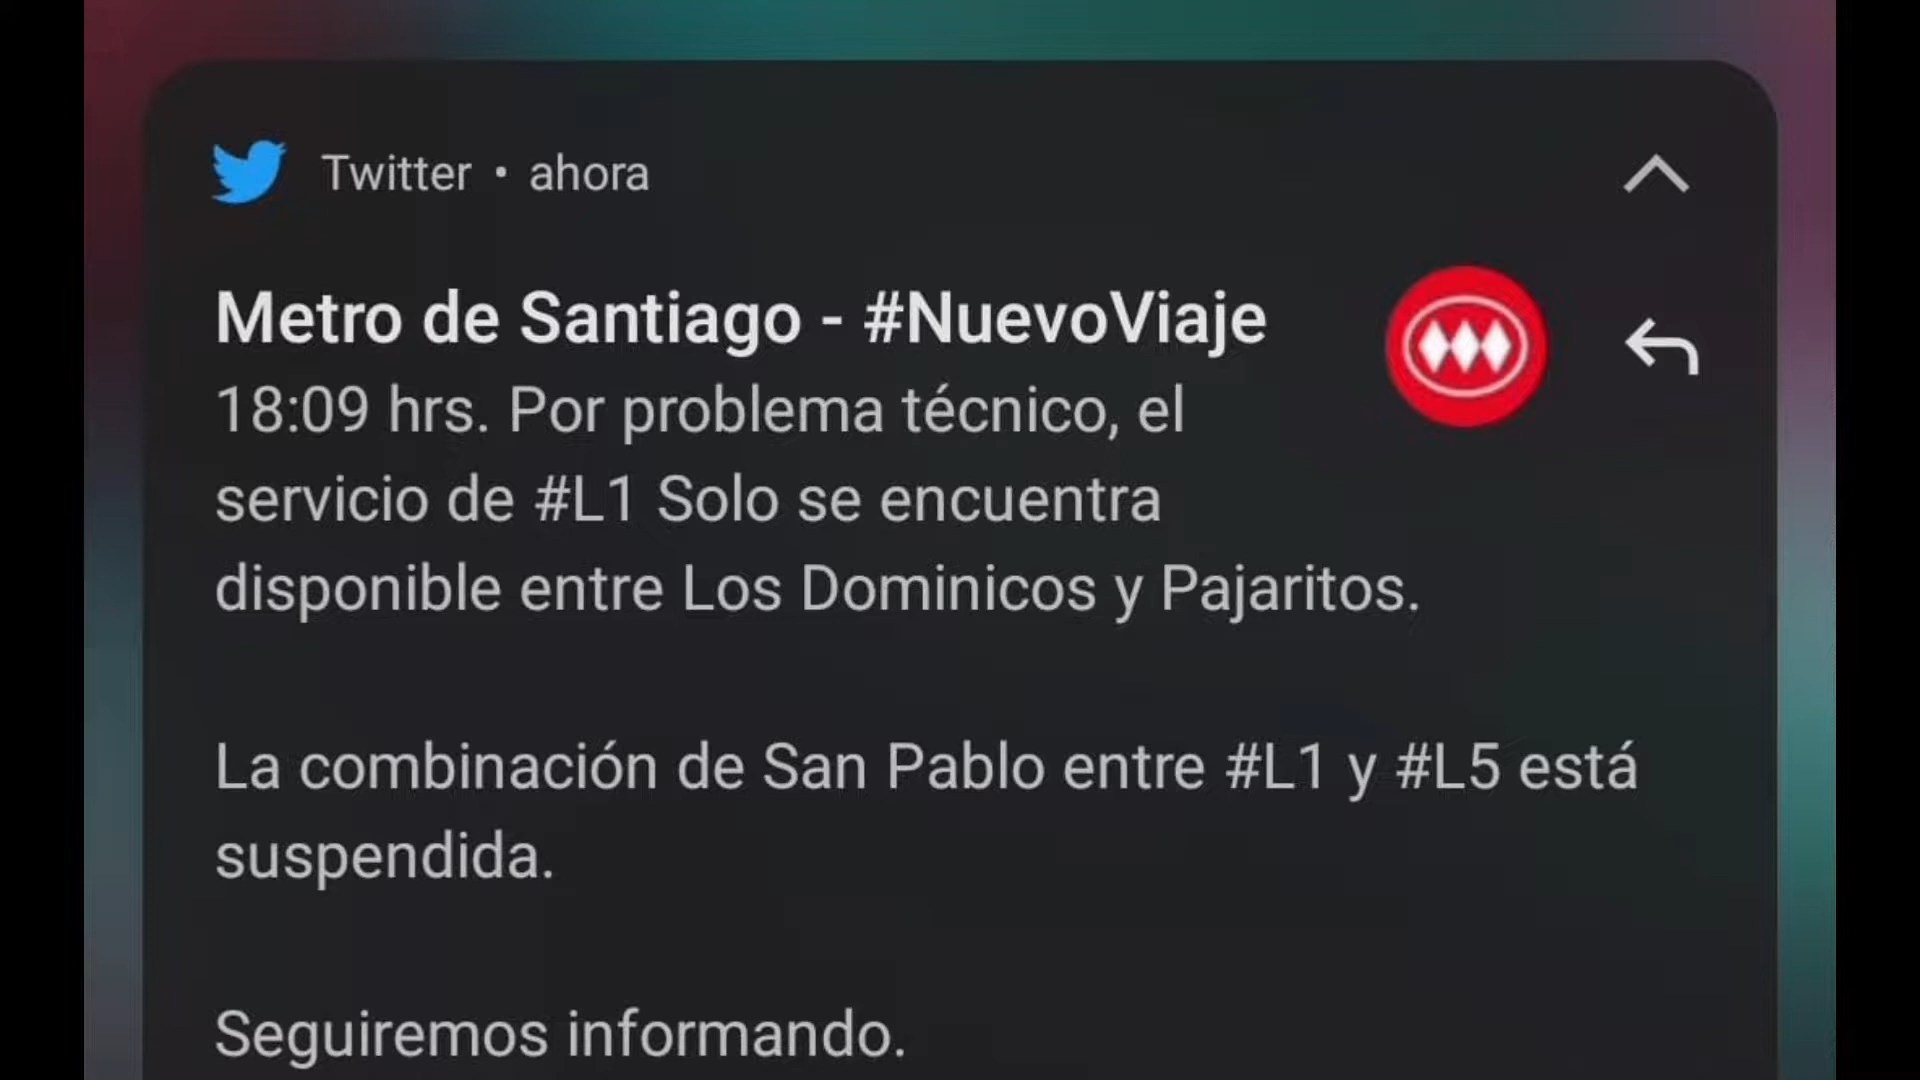 Twitter • ahora
Metro de Santiago - #NuevoViaje
18:09 hrs. Por problema técnico, el
servicio de #L1 Solo se encuentra
disponible entre Los Dominicos y Pajaritos.
La combinación de San Pablo entre #L1 y #L5 está
suspendida.
Seguiremos informando.